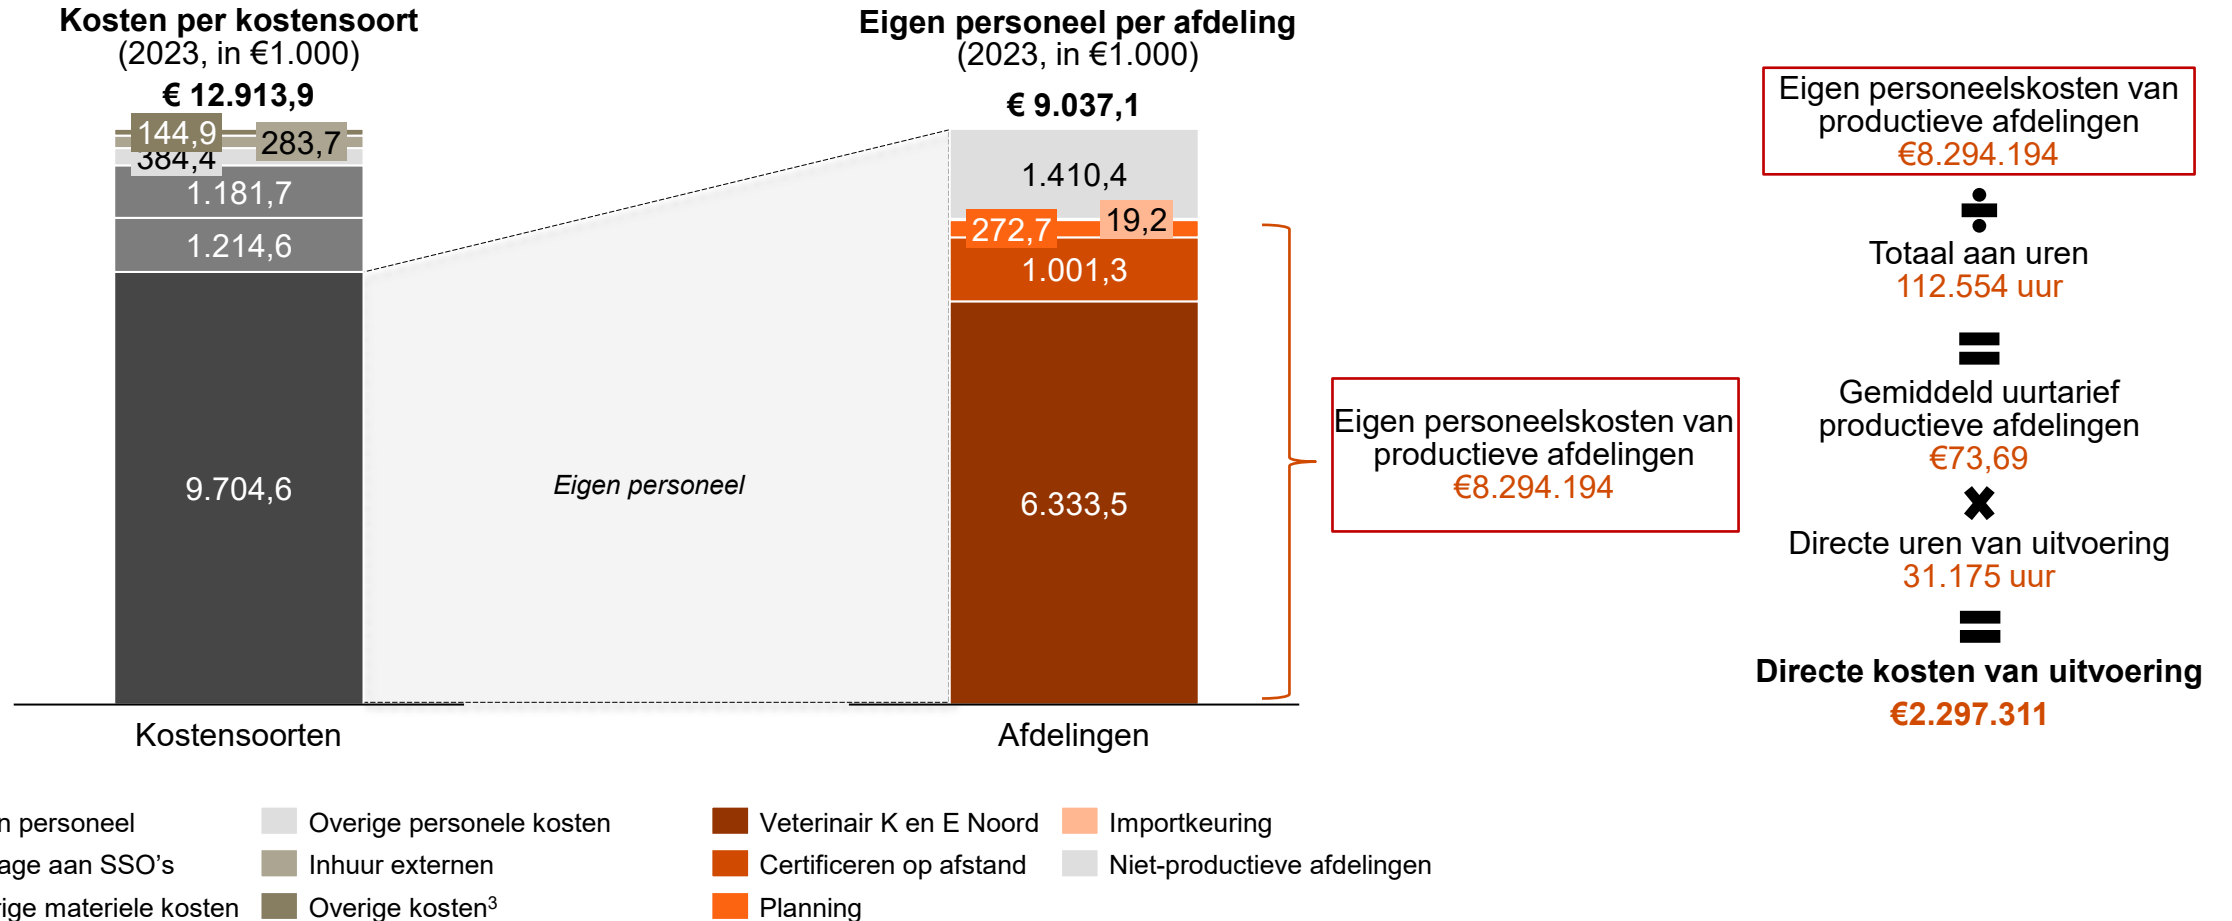 Kosten per kostensoort
(2023, in €1.000)
€ 12.913,9
144,9
283,7
384,4
1.181,7
1.214,6
9.704,6
Kostensoorten
Eigen personeel
Eigen personeel per afdeling
(2023, in €1.000)
€ 9.037,1
1.410,4
19,2
272,7
1.001,3
6.333,5
Afdelingen
Eigen personeelskosten van
productieve afdelingen
€8.294.194
Eigen personeelskosten van
productieve afdelingen
€8.294.194
÷
Totaal aan uren
112.554 uur
=
Gemiddeld uurtarief
productieve afdelingen
€73,69
×
Directe uren van uitvoering
31.175 uur
=
Directe kosten van uitvoering
€2.297.311
n personeel
age aan SSO's
rige materiele kosten
Overige personele kosten
Inhuur externen
Overige kosten³
Veterinair K en E Noord
Certificeren op afstand
Planning
Importkeuring
Niet-productieve afdelingen